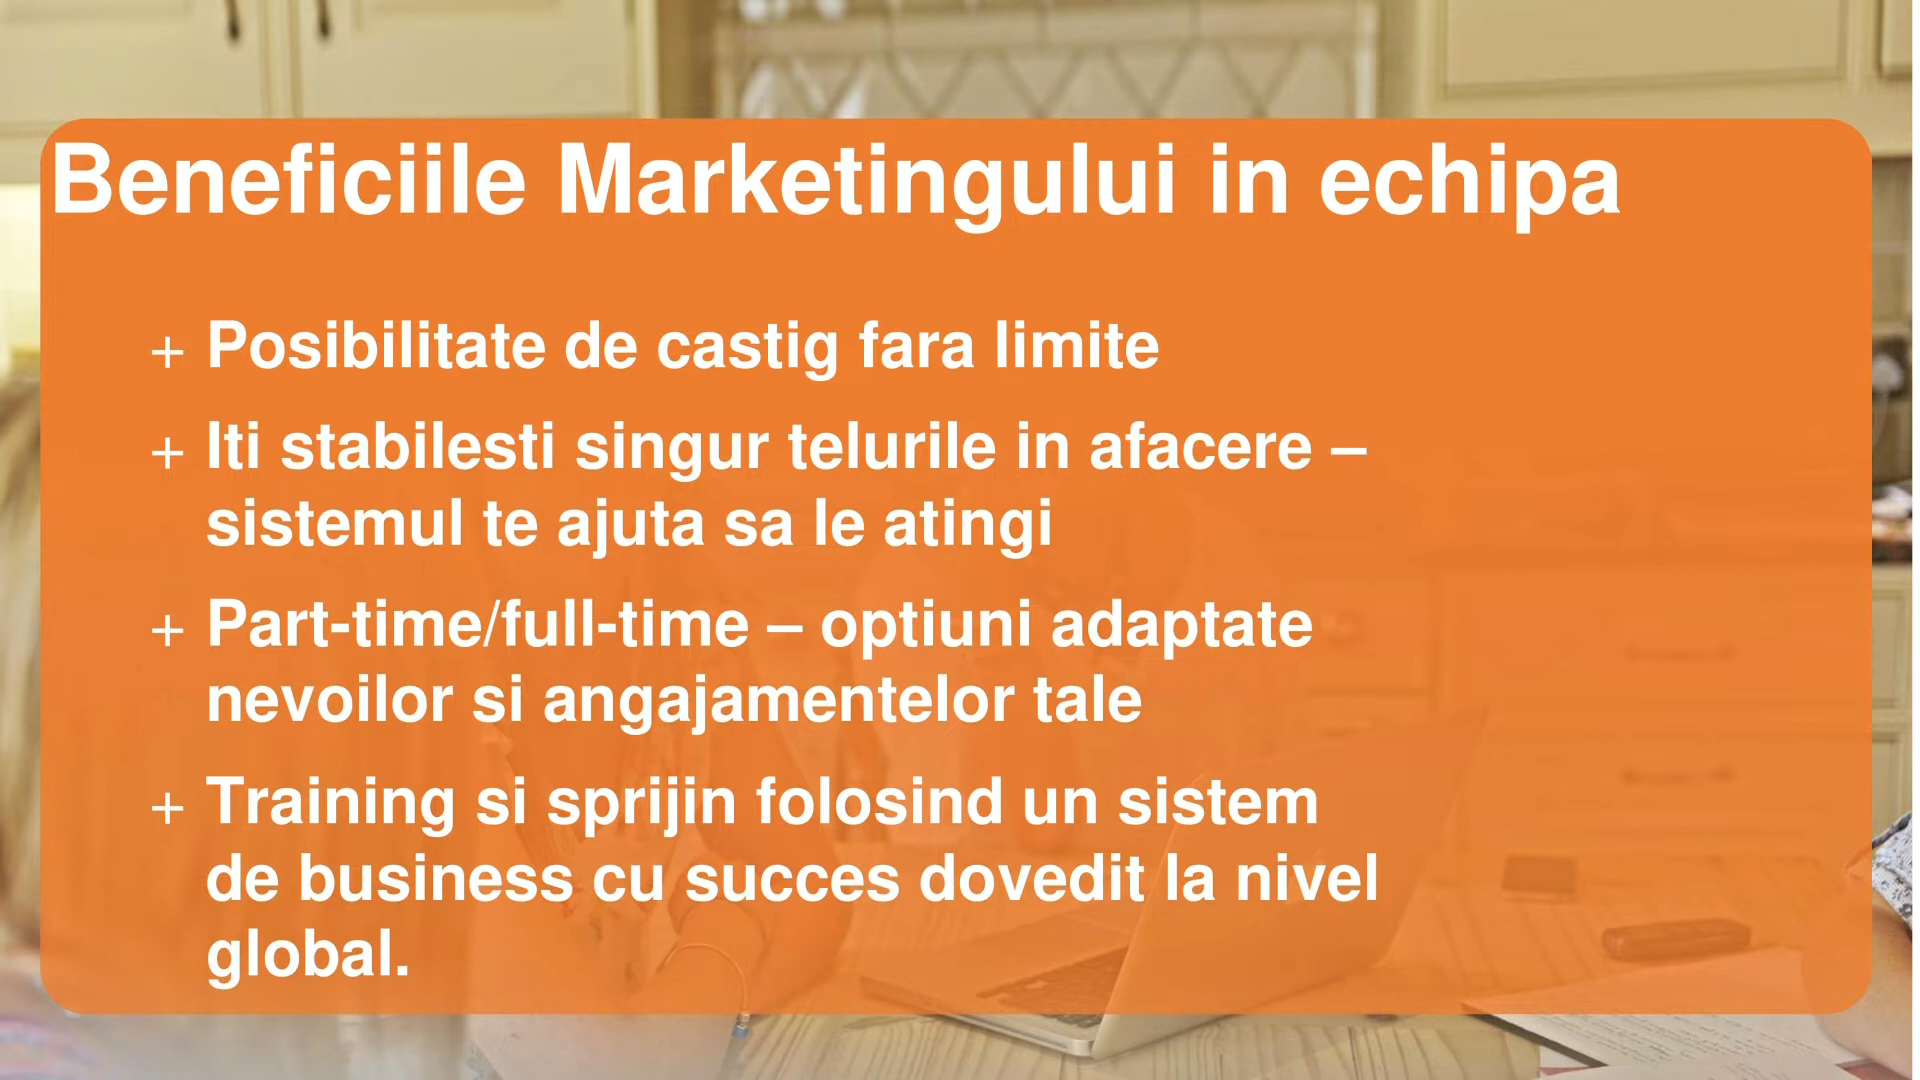 Beneficiile Marketingului in echipa
+ Posibilitate de castig fara limite
+ Iti stabilesti singur telurile in afacere –
sistemul te ajuta sa le atingi
+ Part-time/full-time – optiuni adaptate
nevoilor si angajamentelor tale
+ Training si sprijin folosind un sistem
de business cu succes dovedit la nivel
global.